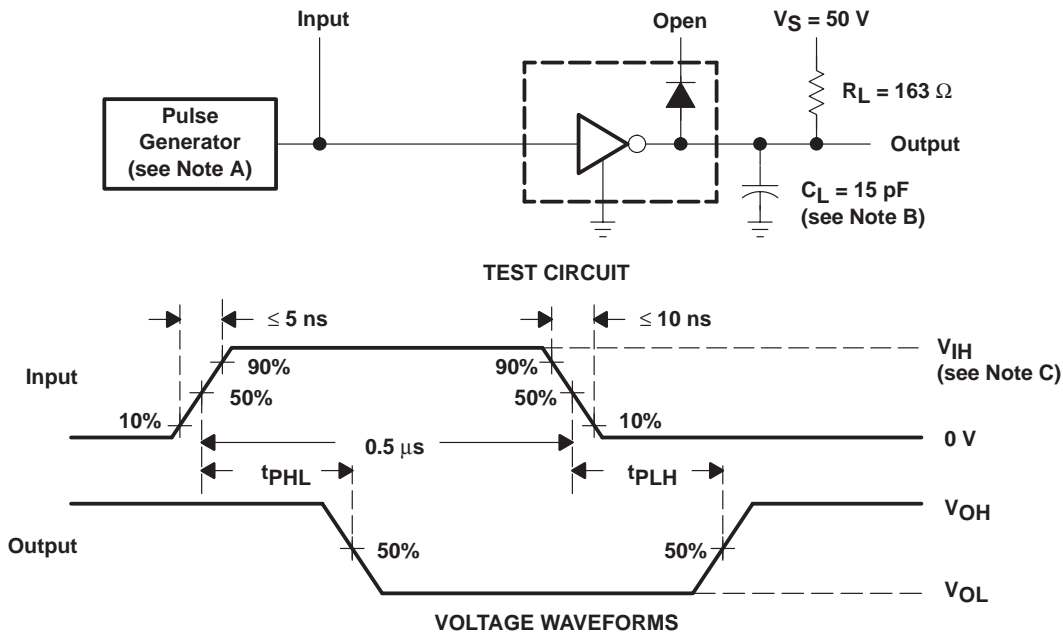 Input
Open
VS = 50 V
Pulse
Generator
(see Note A)
RL = 163 Ω
Output
CL = 15 pF
(see Note B)
TEST CIRCUIT
≤ 5 ns
≤ 10 ns
Input
90%
90%
VIH
(see Note C)
50%
50%
10%
10%
0.5 μs
0 V
tPHL
tPLH
VOH
Output
50%
50%
VOL
VOLTAGE WAVEFORMS